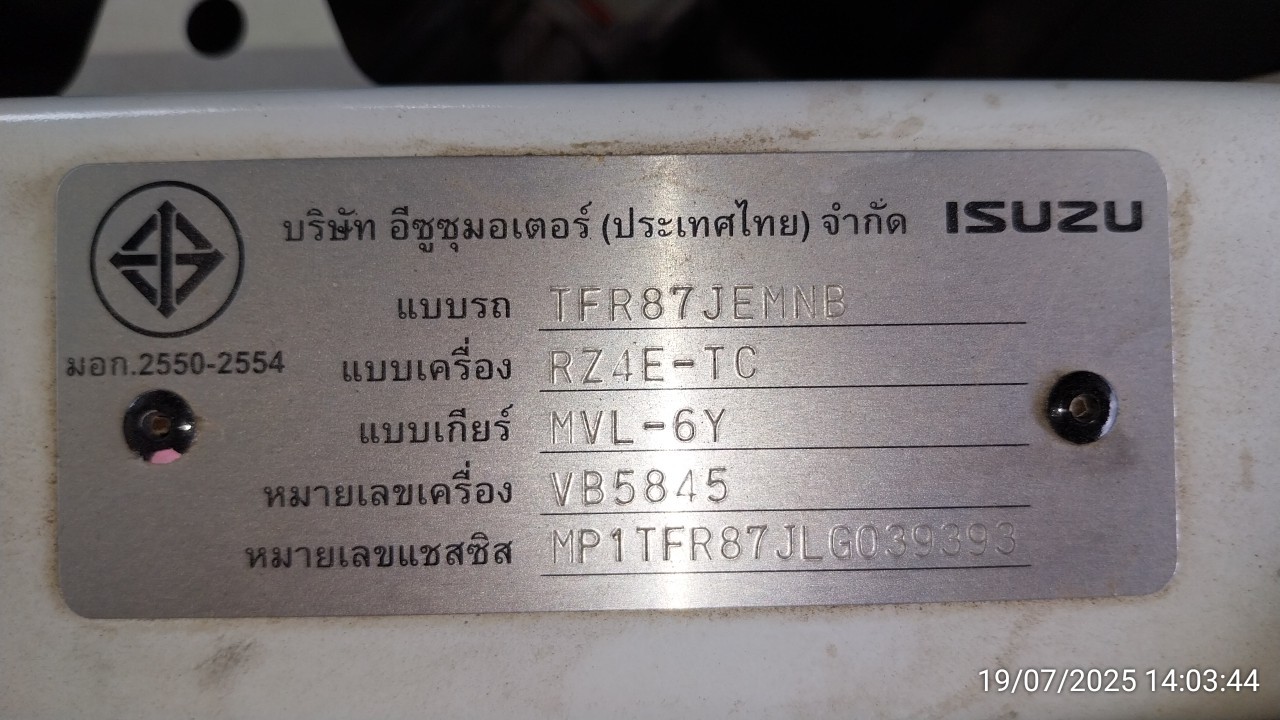 บริษัท อีซูซุมอเตอร์ (ประเทศไทย) จำกัด ISUZU
แบบรถ TFR87JEMNB
มอก.2550-2554
แบบเครื่อง RZ4E-TC
แบบเกียร์ MVL-6Y
หมายเลขเครื่อง VB5845
หมายเลขแชสซิส MP1TFR87JLG039393
19/07/2025 14:03:44